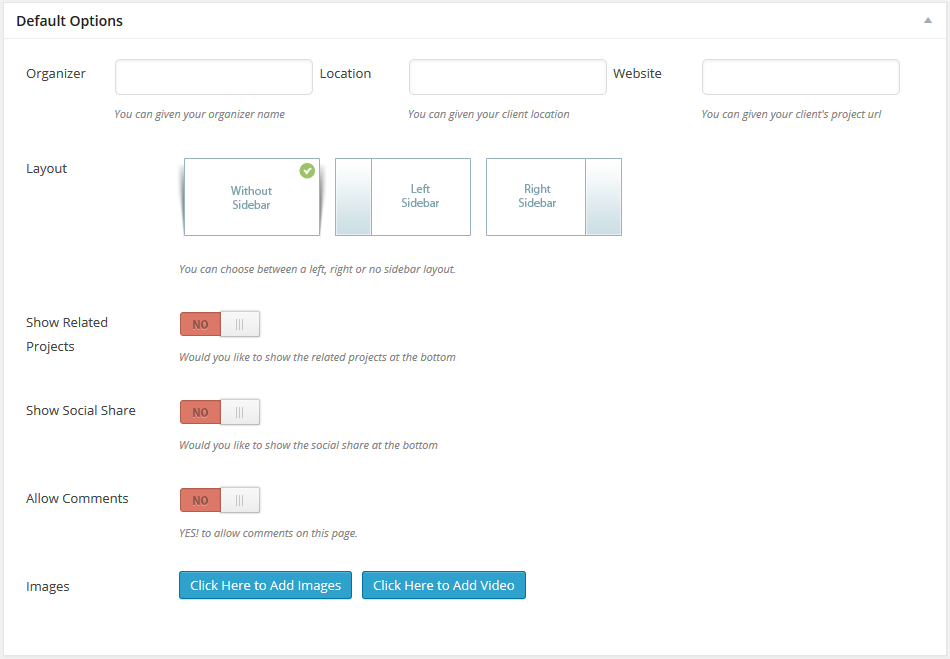 Default Options
Organizer Location Website
You can given your organizer name You can given your client location You can given your client's project url
Layout
Without
Sidebar
Left
Sidebar
Right
Sidebar
You can choose between a left, right or no sidebar layout.
Show Related
Projects
NO
Would you like to show the related projects at the bottom
Show Social Share
NO
Would you like to show the social share at the bottom
Allow Comments
NO
YES! to allow comments on this page.
Images
Click Here to Add Images Click Here to Add Video